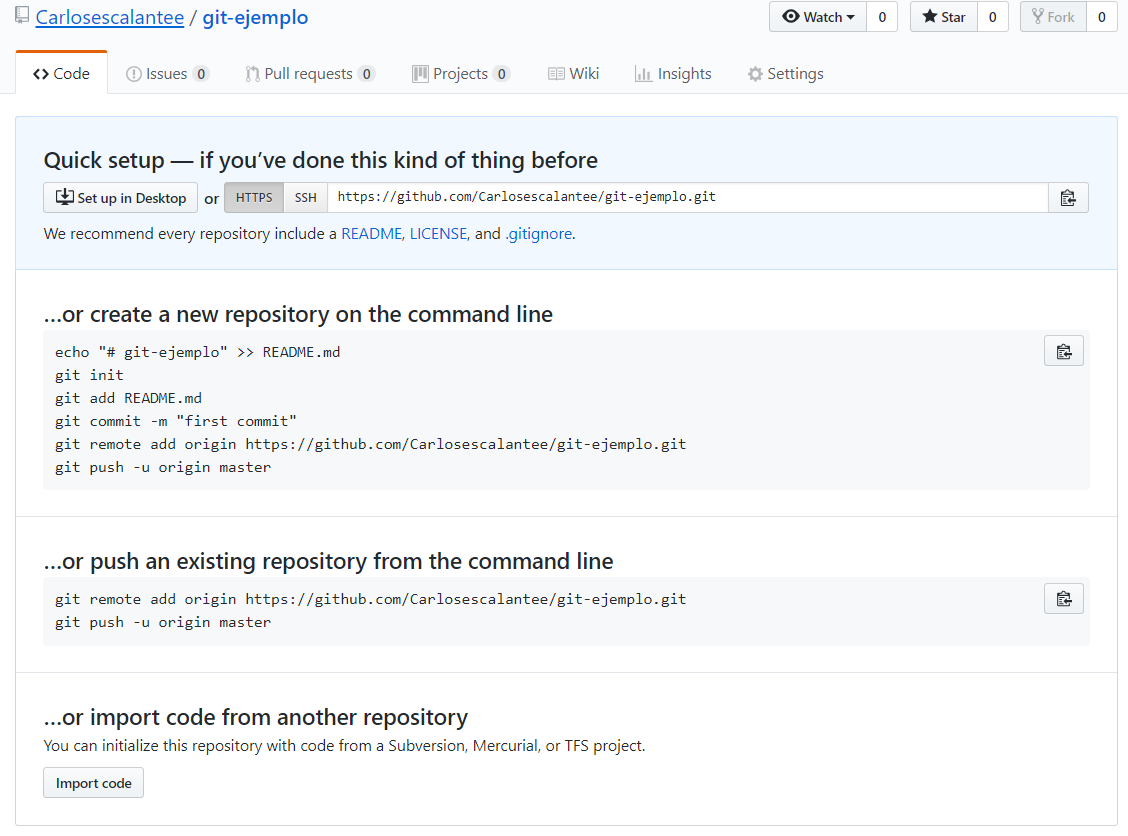 Carlosescalantee / git-ejemplo
Watch 0 Star 0 Fork 0
Code Issues 0 Pull requests 0 Projects 0 Wiki Insights Settings
Quick setup — if you’ve done this kind of thing before
Set up in Desktop or HTTPS SSH https://github.com/Carlosescalantee/git-ejemplo.git
We recommend every repository include a README, LICENSE, and .gitignore.
…or create a new repository on the command line
echo "# git-ejemplo" >> README.md
git init
git add README.md
git commit -m "first commit"
git remote add origin https://github.com/Carlosescalantee/git-ejemplo.git
git push -u origin master
…or push an existing repository from the command line
git remote add origin https://github.com/Carlosescalantee/git-ejemplo.git
git push -u origin master
…or import code from another repository
You can initialize this repository with code from a Subversion, Mercurial, or TFS project.
Import code